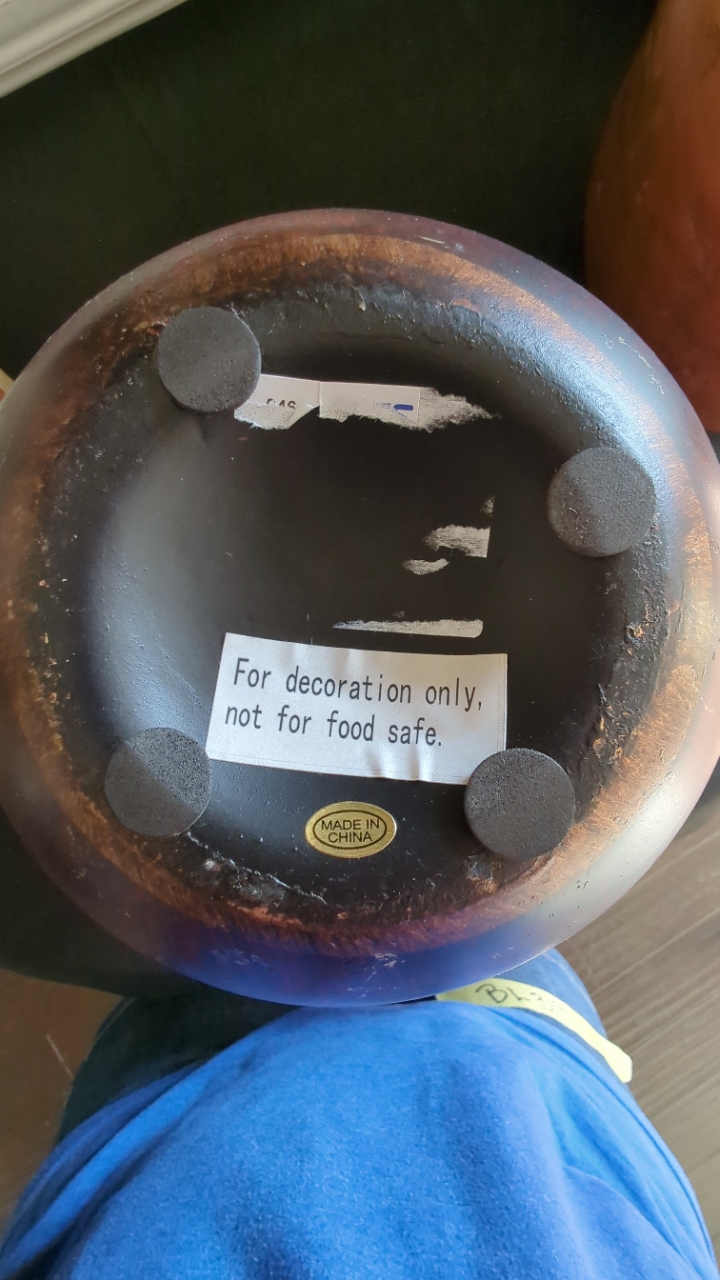 For decoration only,
not for food safe.
MADE IN
CHINA